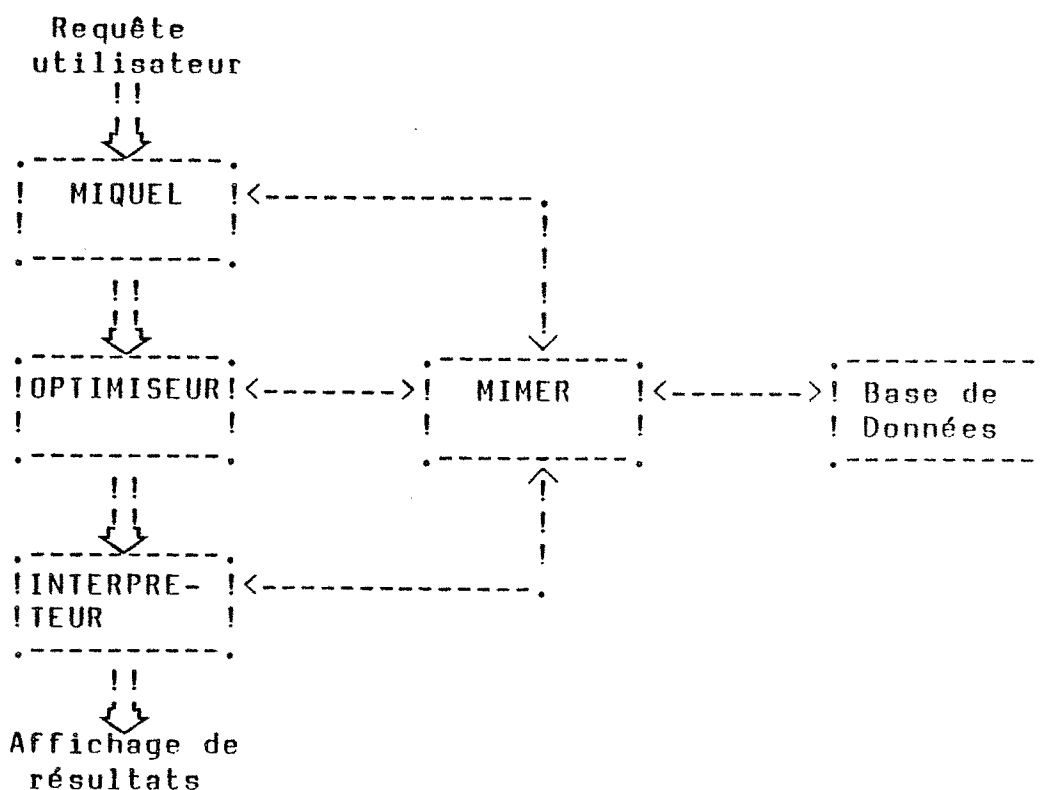 Requête
utilisateur
MIQUEL
OPTIMISEUR
MIMER
Base de
Données
INTERPRE-
TEUR
Affichage de
résultats